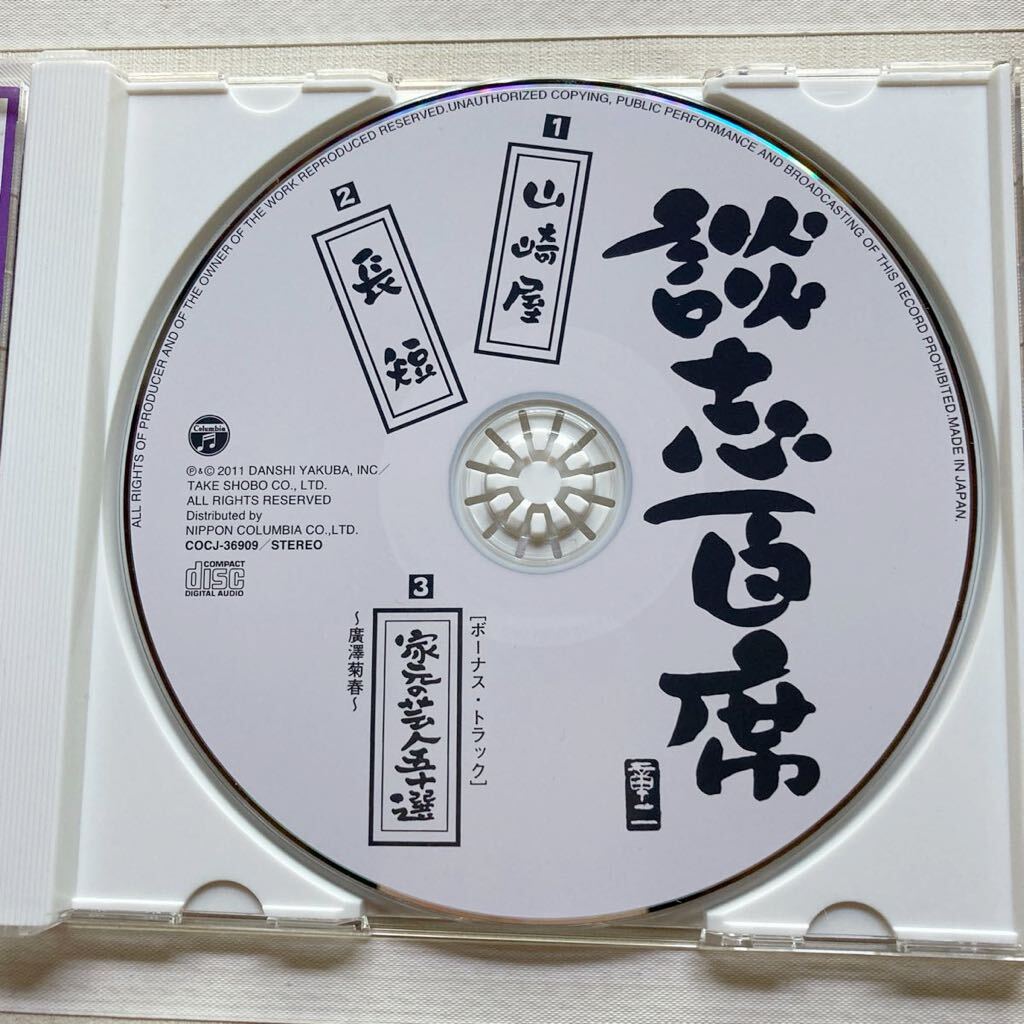 談志百席
1
山崎屋
2
長短
3
[ボーナス・トラック]
家元の芸人五十選
~廣澤菊春~
Columbia
℗&© 2011 DANSHI YAKUBA, INC/
TAKE SHOBO CO., LTD.
ALL RIGHTS RESERVED
Distributed by
NIPPON COLUMBIA CO.,LTD.
COCJ-36909/STEREO
COMPACT
disc
DIGITAL AUDIO
ALL RIGHTS OF PRODUCER AND OF THE OWNER OF THE WORK REPRODUCED RESERVED.UNAUTHORIZED COPYING, PUBLIC PERFORMANCE AND BROADCASTING OF THIS RECORD PROHIBITED.MADE IN JAPAN.